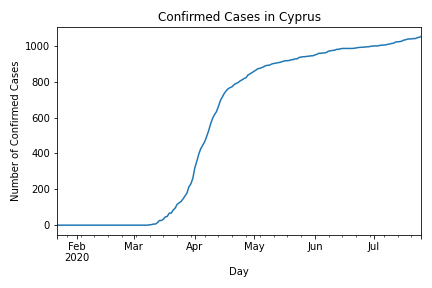 Confirmed Cases in Cyprus
Number of Confirmed Cases
1000
800
600
400
200
0
Feb Mar Apr May Jun Jul
2020
Day